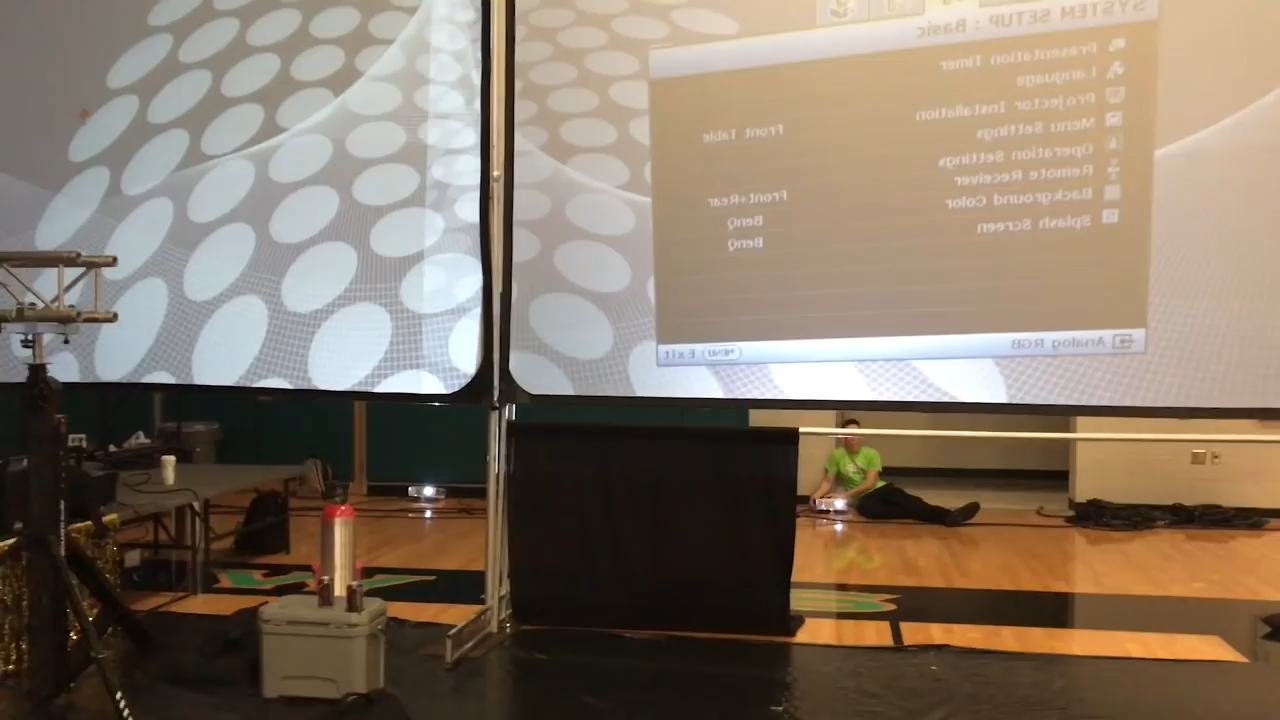 SYSTEM SETUP : Basic
Presentation Timer
Language
Projector Installation Front Table
Menu Settings
Operation Settings
Remote Receiver Front+Rear
Background Color BenQ
Splash Screen BenQ
Analog RGB MENU Exit